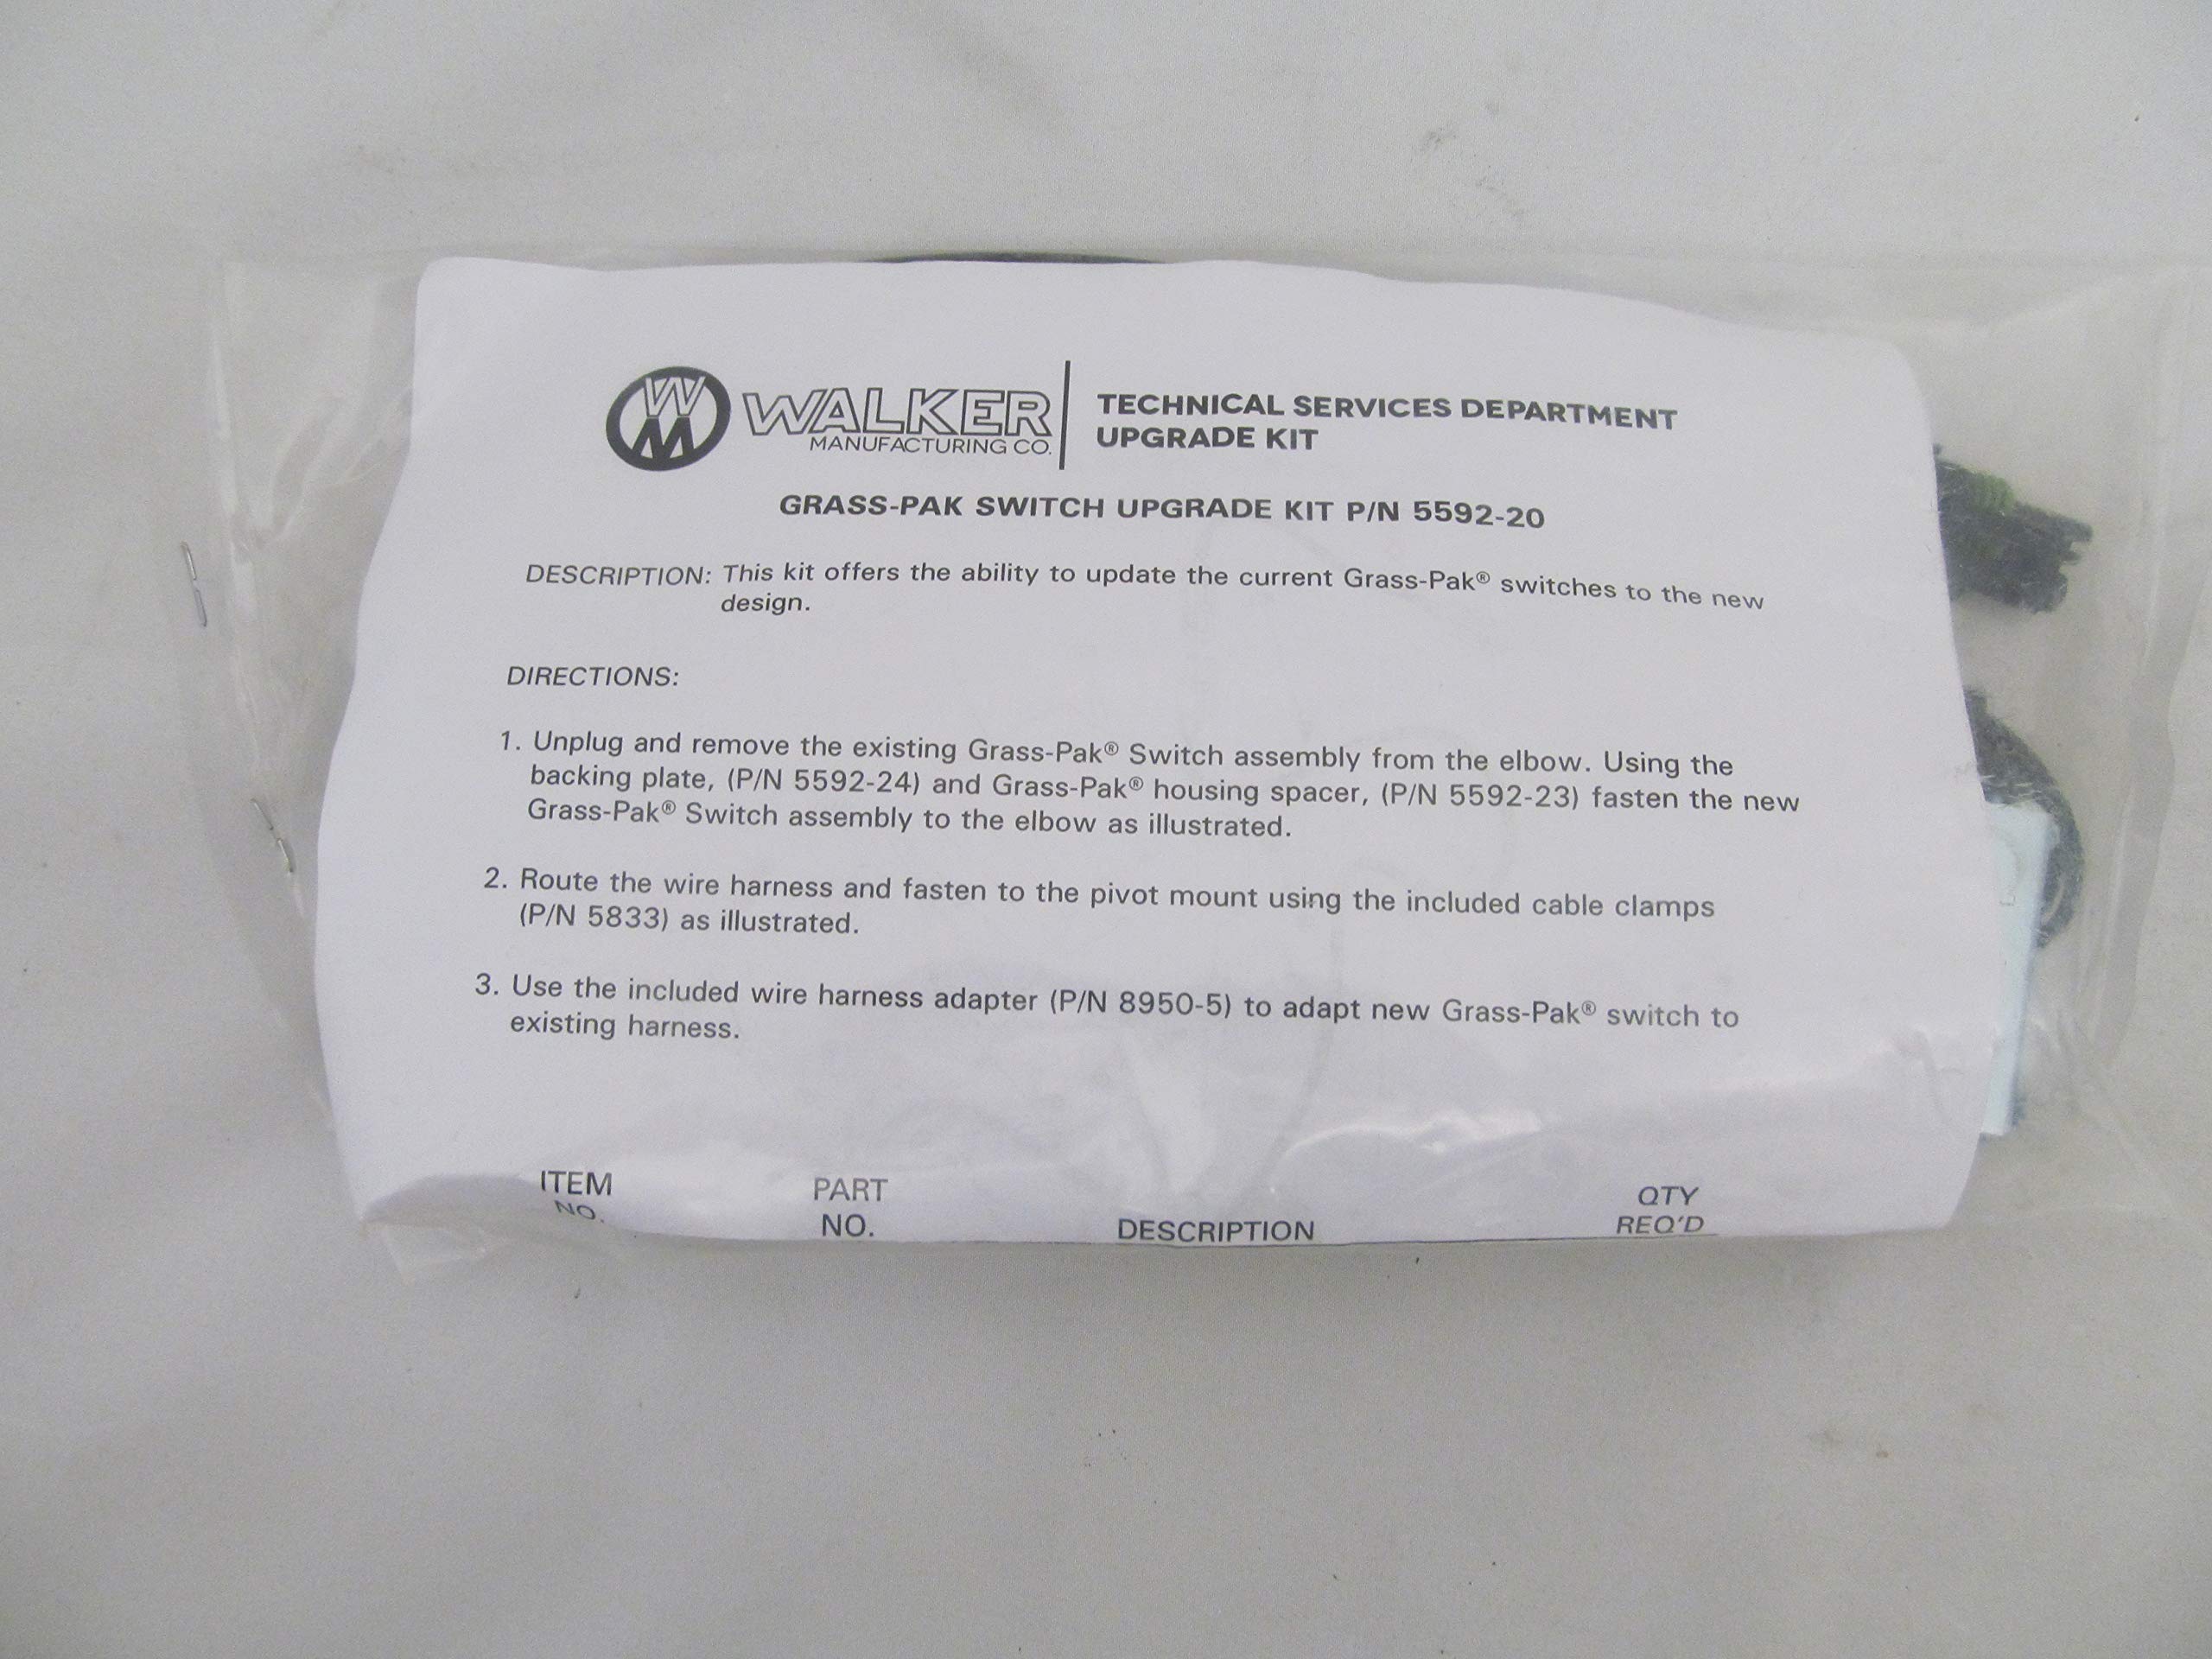 WM WALKER
MANUFACTURING CO.
TECHNICAL SERVICES DEPARTMENT
UPGRADE KIT
GRASS-PAK SWITCH UPGRADE KIT P/N 5592-20
DESCRIPTION: This kit offers the ability to update the current Grass-Pak® switches to the new
design.
DIRECTIONS:
1. Unplug and remove the existing Grass-Pak® Switch assembly from the elbow. Using the
backing plate, (P/N 5592-24) and Grass-Pak® housing spacer, (P/N 5592-23) fasten the new
Grass-Pak® Switch assembly to the elbow as illustrated.
2. Route the wire harness and fasten to the pivot mount using the included cable clamps
(P/N 5833) as illustrated.
3. Use the included wire harness adapter (P/N 8950-5) to adapt new Grass-Pak® switch to
existing harness.
ITEM PART QTY
NO. NO. DESCRIPTION REQ'D